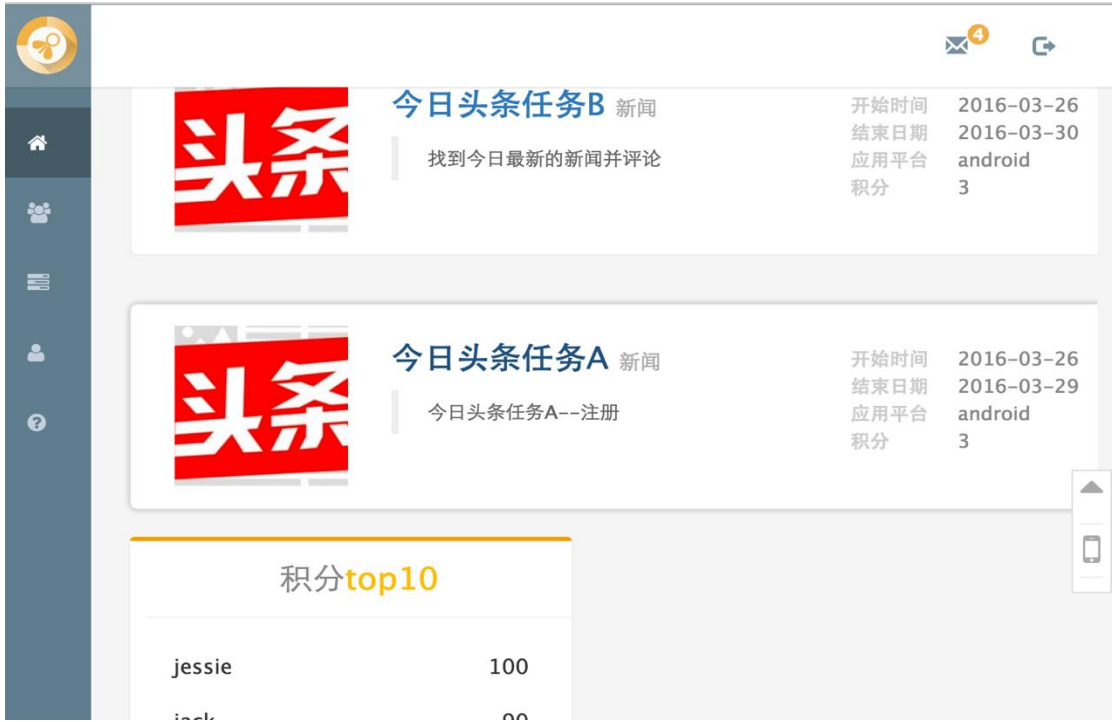 4
头条
今日头条任务B 新闻
找到今日最新的新闻并评论
开始时间 2016-03-26
结束日期 2016-03-30
应用平台 android
积分 3
头条
今日头条任务A 新闻
今日头条任务A--注册
开始时间 2016-03-26
结束日期 2016-03-29
应用平台 android
积分 3
积分top10
jessie 100
jack 90